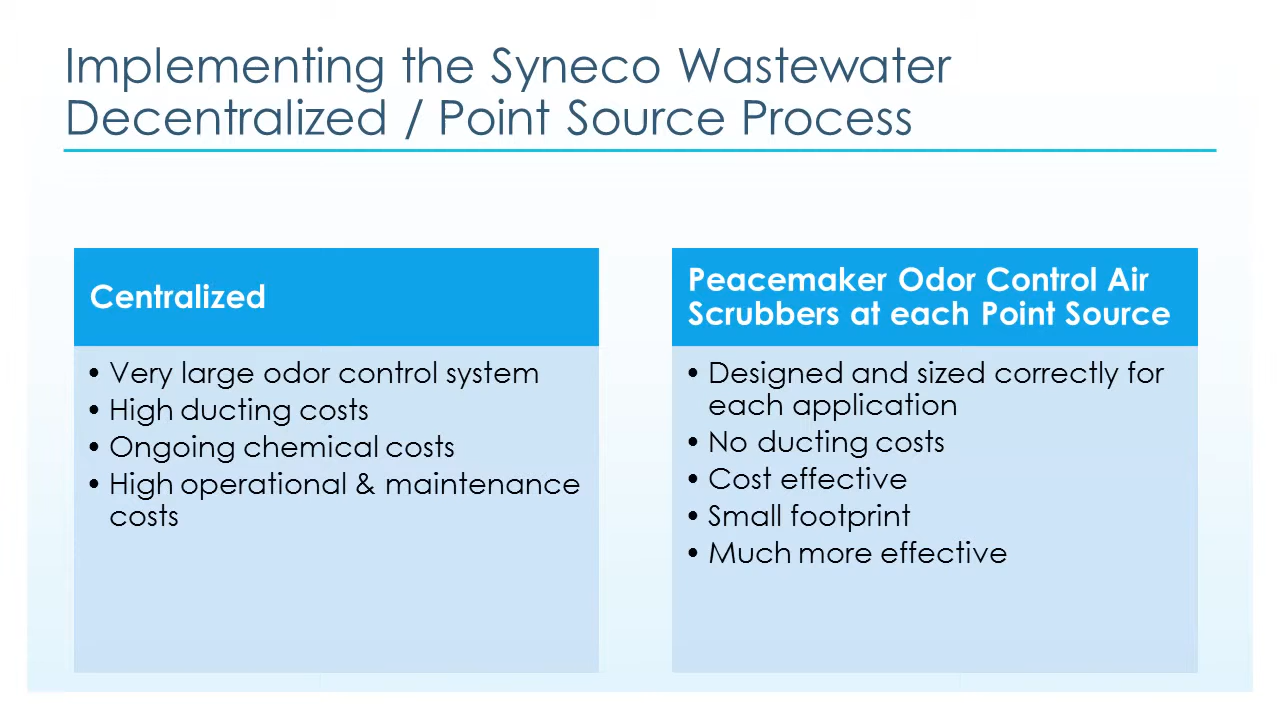 Implementing the Syneco Wastewater
Decentralized / Point Source Process
Centralized
• Very large odor control system
• High ducting costs
• Ongoing chemical costs
• High operational & maintenance
costs
Peacemaker Odor Control Air
Scrubbers at each Point Source
• Designed and sized correctly for
each application
• No ducting costs
• Cost effective
• Small footprint
• Much more effective